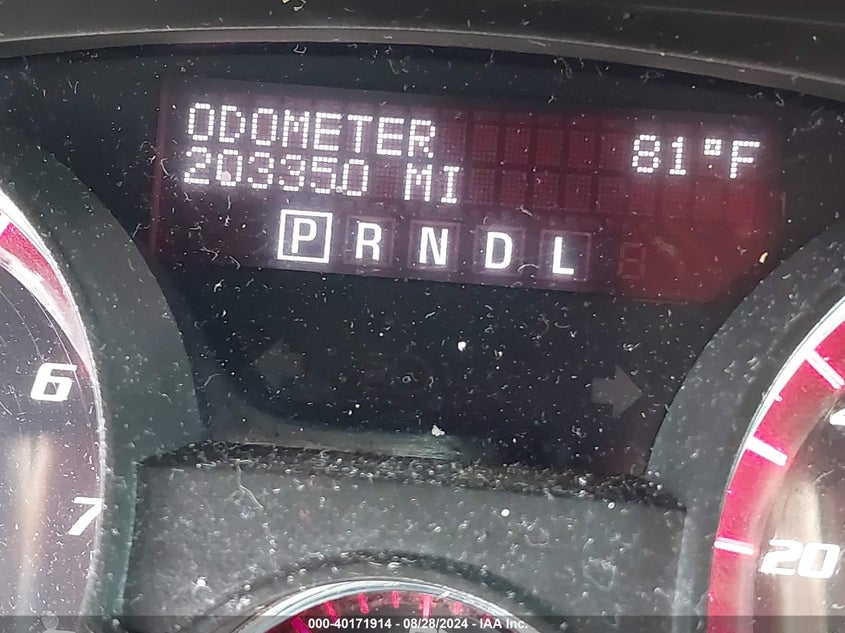 ODOMETER
203350 MI
81°F
P R N D L
6
7
20
000-40171914 - 08/28/2024 - IAA Inc.